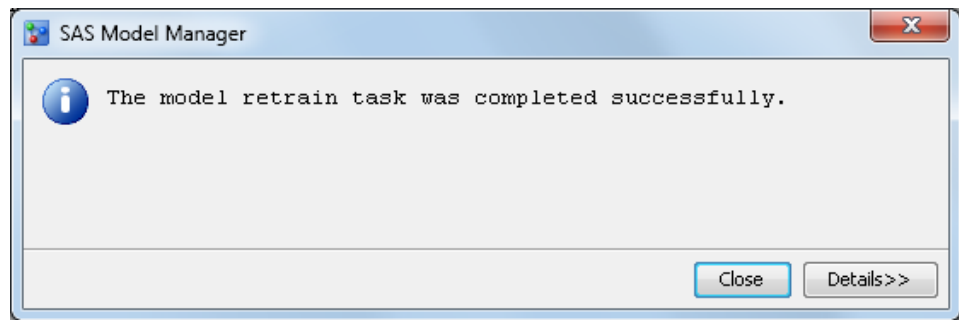 SAS Model Manager
The model retrain task was completed successfully.
Close Details>>